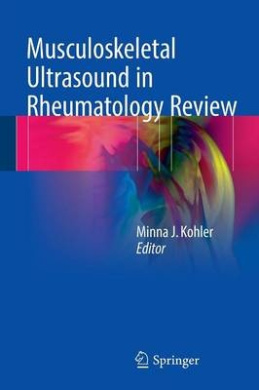 Musculoskeletal
Ultrasound in
Rheumatology Review
Minna J. Kohler
Editor
Springer